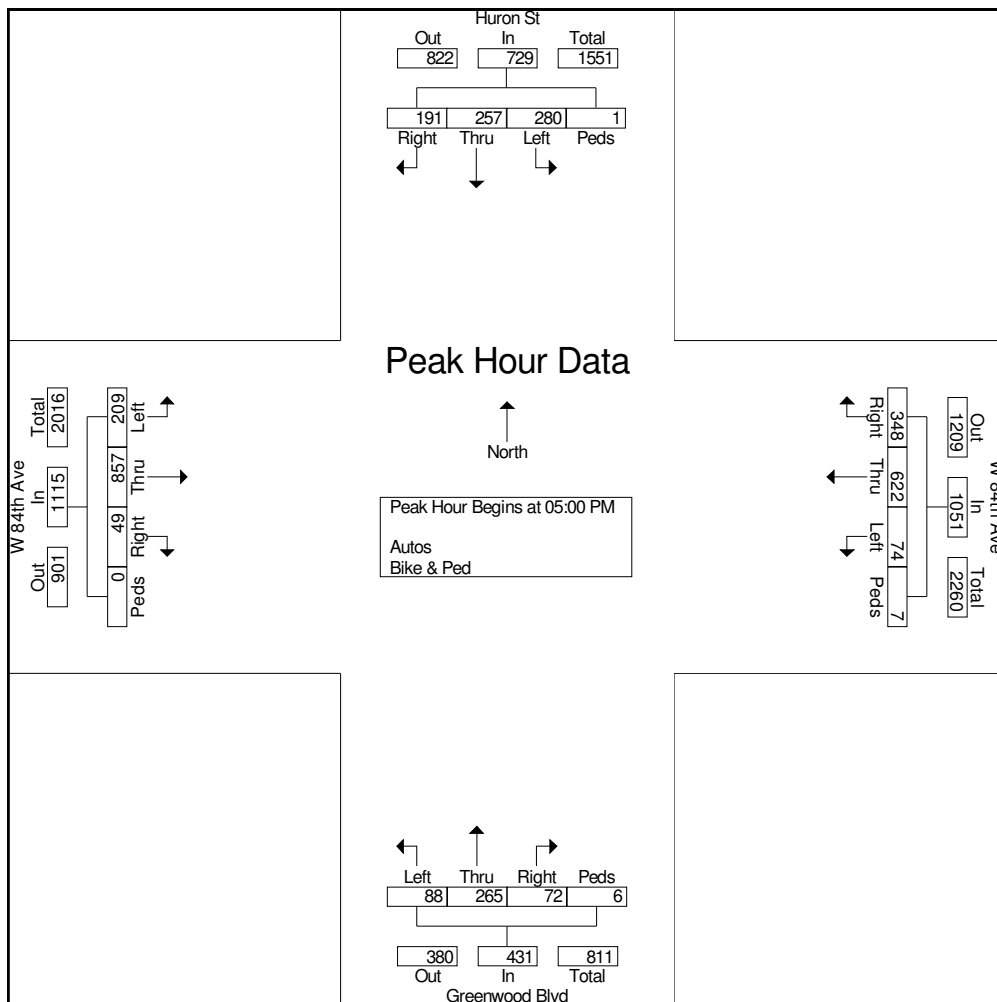 Huron St
Out In Total
822 729 1551
191 257 280 1
Right Thru Left Peds
Peak Hour Data
North
Peak Hour Begins at 05:00 PM
Autos
Bike & Ped
W 84th Ave
Total In Out
2016 1115 901
209 857 49 0
Left Thru Right Peds
W 84th Ave
Out In Total
1209 1051 2260
348 622 74 7
Right Thru Left Peds
Left Thru Right Peds
88 265 72 6
380 431 811
Out In Total
Greenwood Blvd